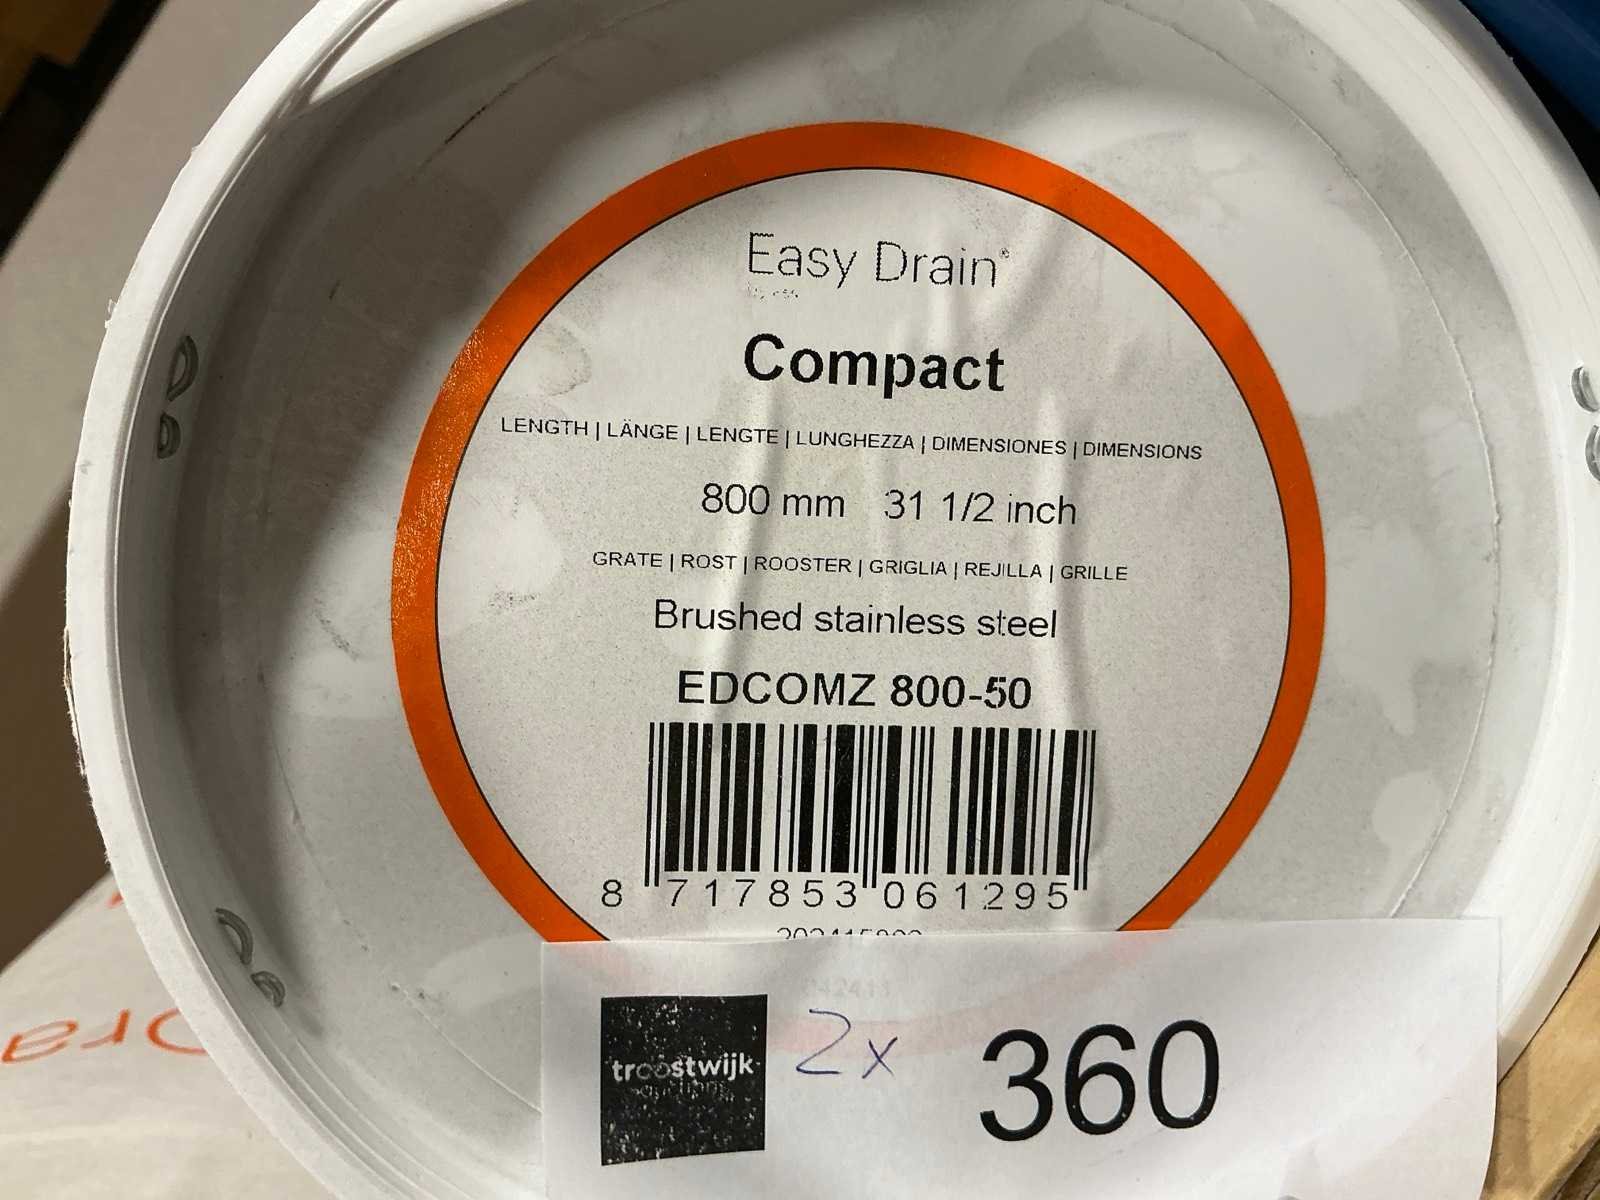 Easy Drain®
Compact
LENGTH | LÄNGE | LENGTE | LUNGHEZZA | DIMENSIONES | DIMENSIONS
800 mm 31 1/2 inch
GRATE | ROST | ROOSTER | GRIGLIA | REJILLA | GRILLE
Brushed stainless steel
EDCOMZ 800-50
8 717853 061295
troostwijk
2x
360
Dra